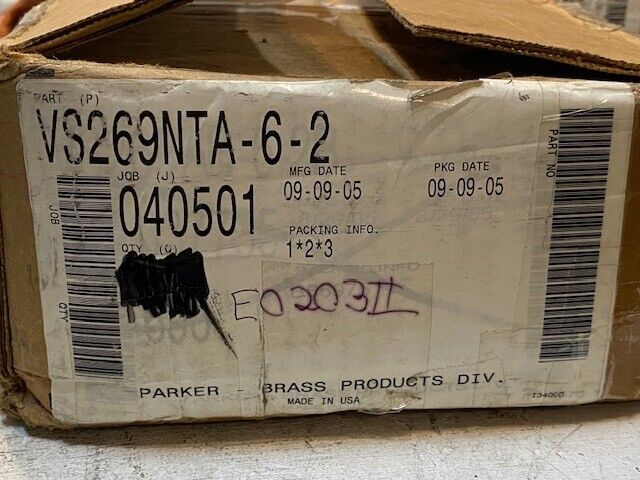 PART (P)
VS269NTA-6-2
JOB (J)
040501
MFG DATE
09-09-05
PKG DATE
09-09-05
PACKING INFO.
1*2*3
QTY (Q)
JOB
QTY
PART NO
E0203II
PARKER - BRASS PRODUCTS DIV.
MADE IN USA
13400D